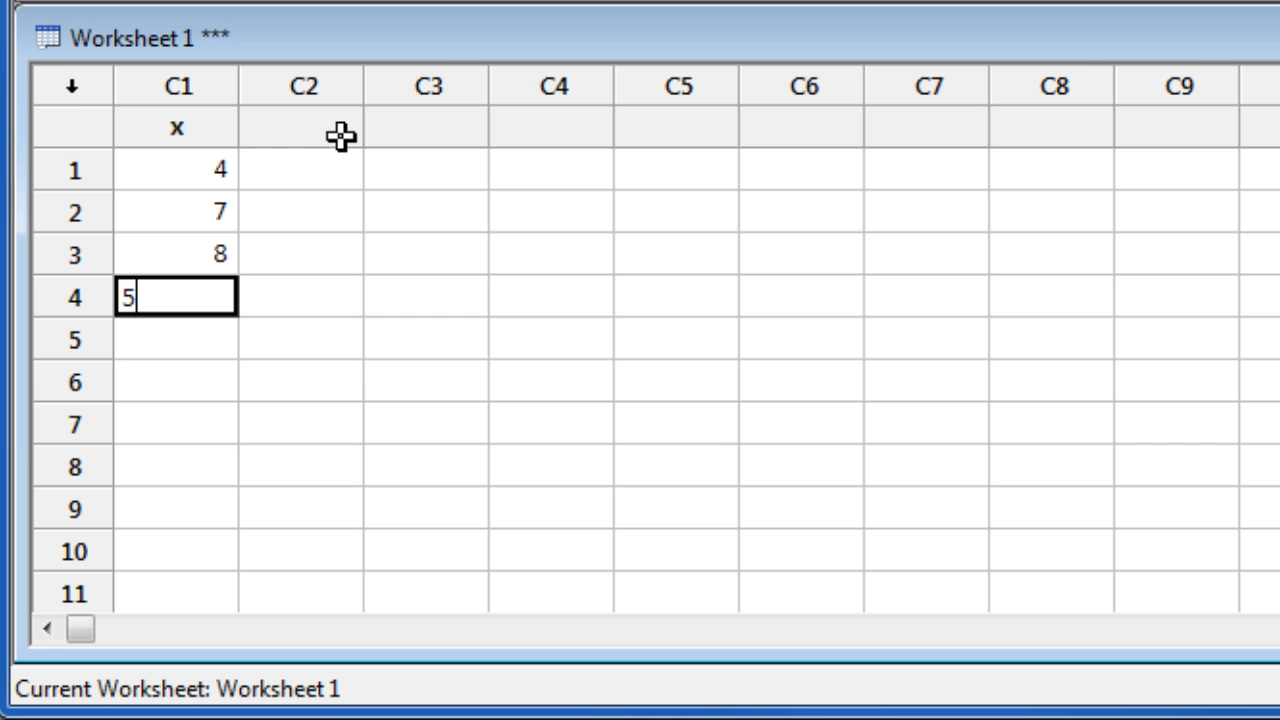 Worksheet 1 ***
C1 C2 C3 C4 C5 C6 C7 C8 C9
x
1 4
2 7
3 8
4 5
5
6
7
8
9
10
11
Current Worksheet: Worksheet 1